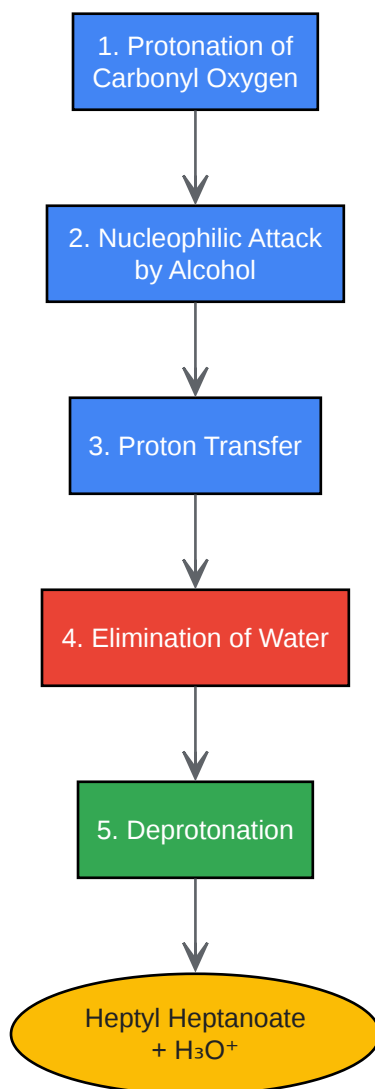 1. Protonation of
Carbonyl Oxygen
2. Nucleophilic Attack
by Alcohol
3. Proton Transfer
4. Elimination of Water
5. Deprotonation
Heptyl Heptanoate
+ H₃O⁺